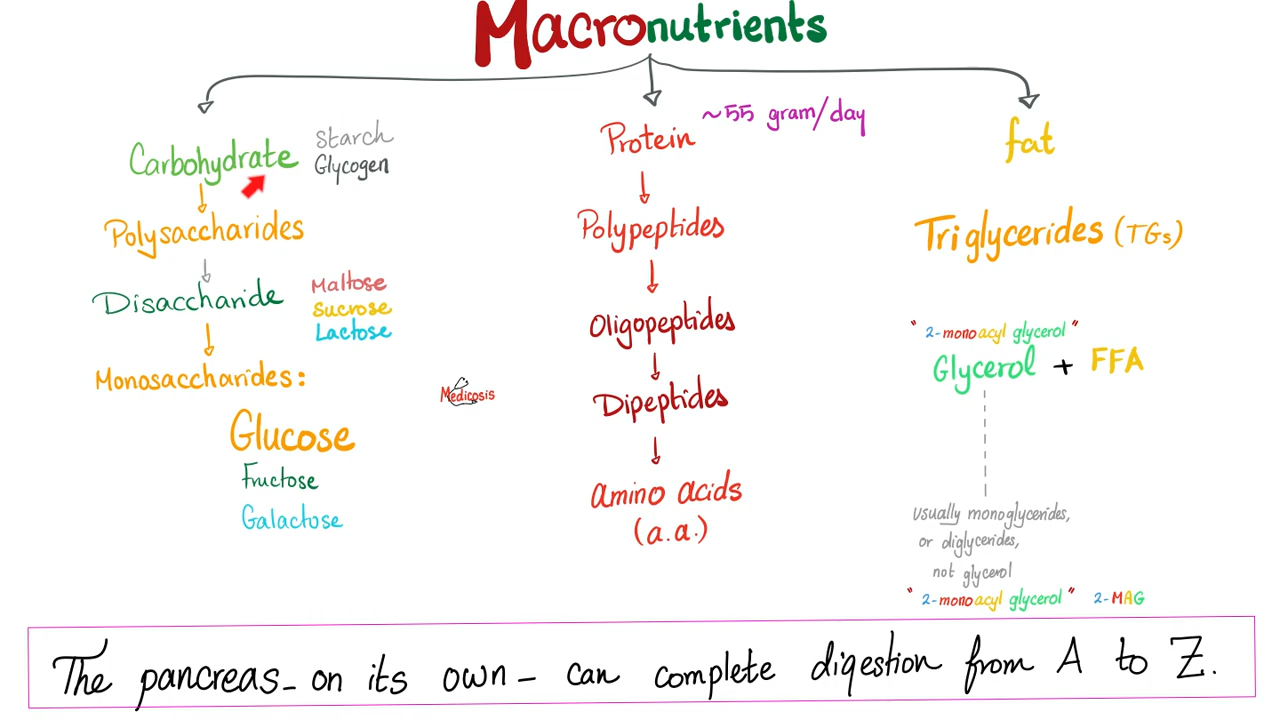 Macronutrients
Carbohydrate
Starch
Glycogen
Polysaccharides
Disaccharide
Maltose
Sucrose
Lactose
Monosaccharides:
Glucose
Fructose
Galactose
Medicosis
Protein
~55 gram/day
Polypeptides
Oligopeptides
Dipeptides
Amino acids
(a.a.)
fat
Triglycerides (TGs)
"2-monoacyl glycerol"
Glycerol + FFA
usually monoglycerides,
or diglycerides,
not glycerol
"2-monoacyl glycerol" 2-MAG
The pancreas - on its own - can complete digestion from A to Z.